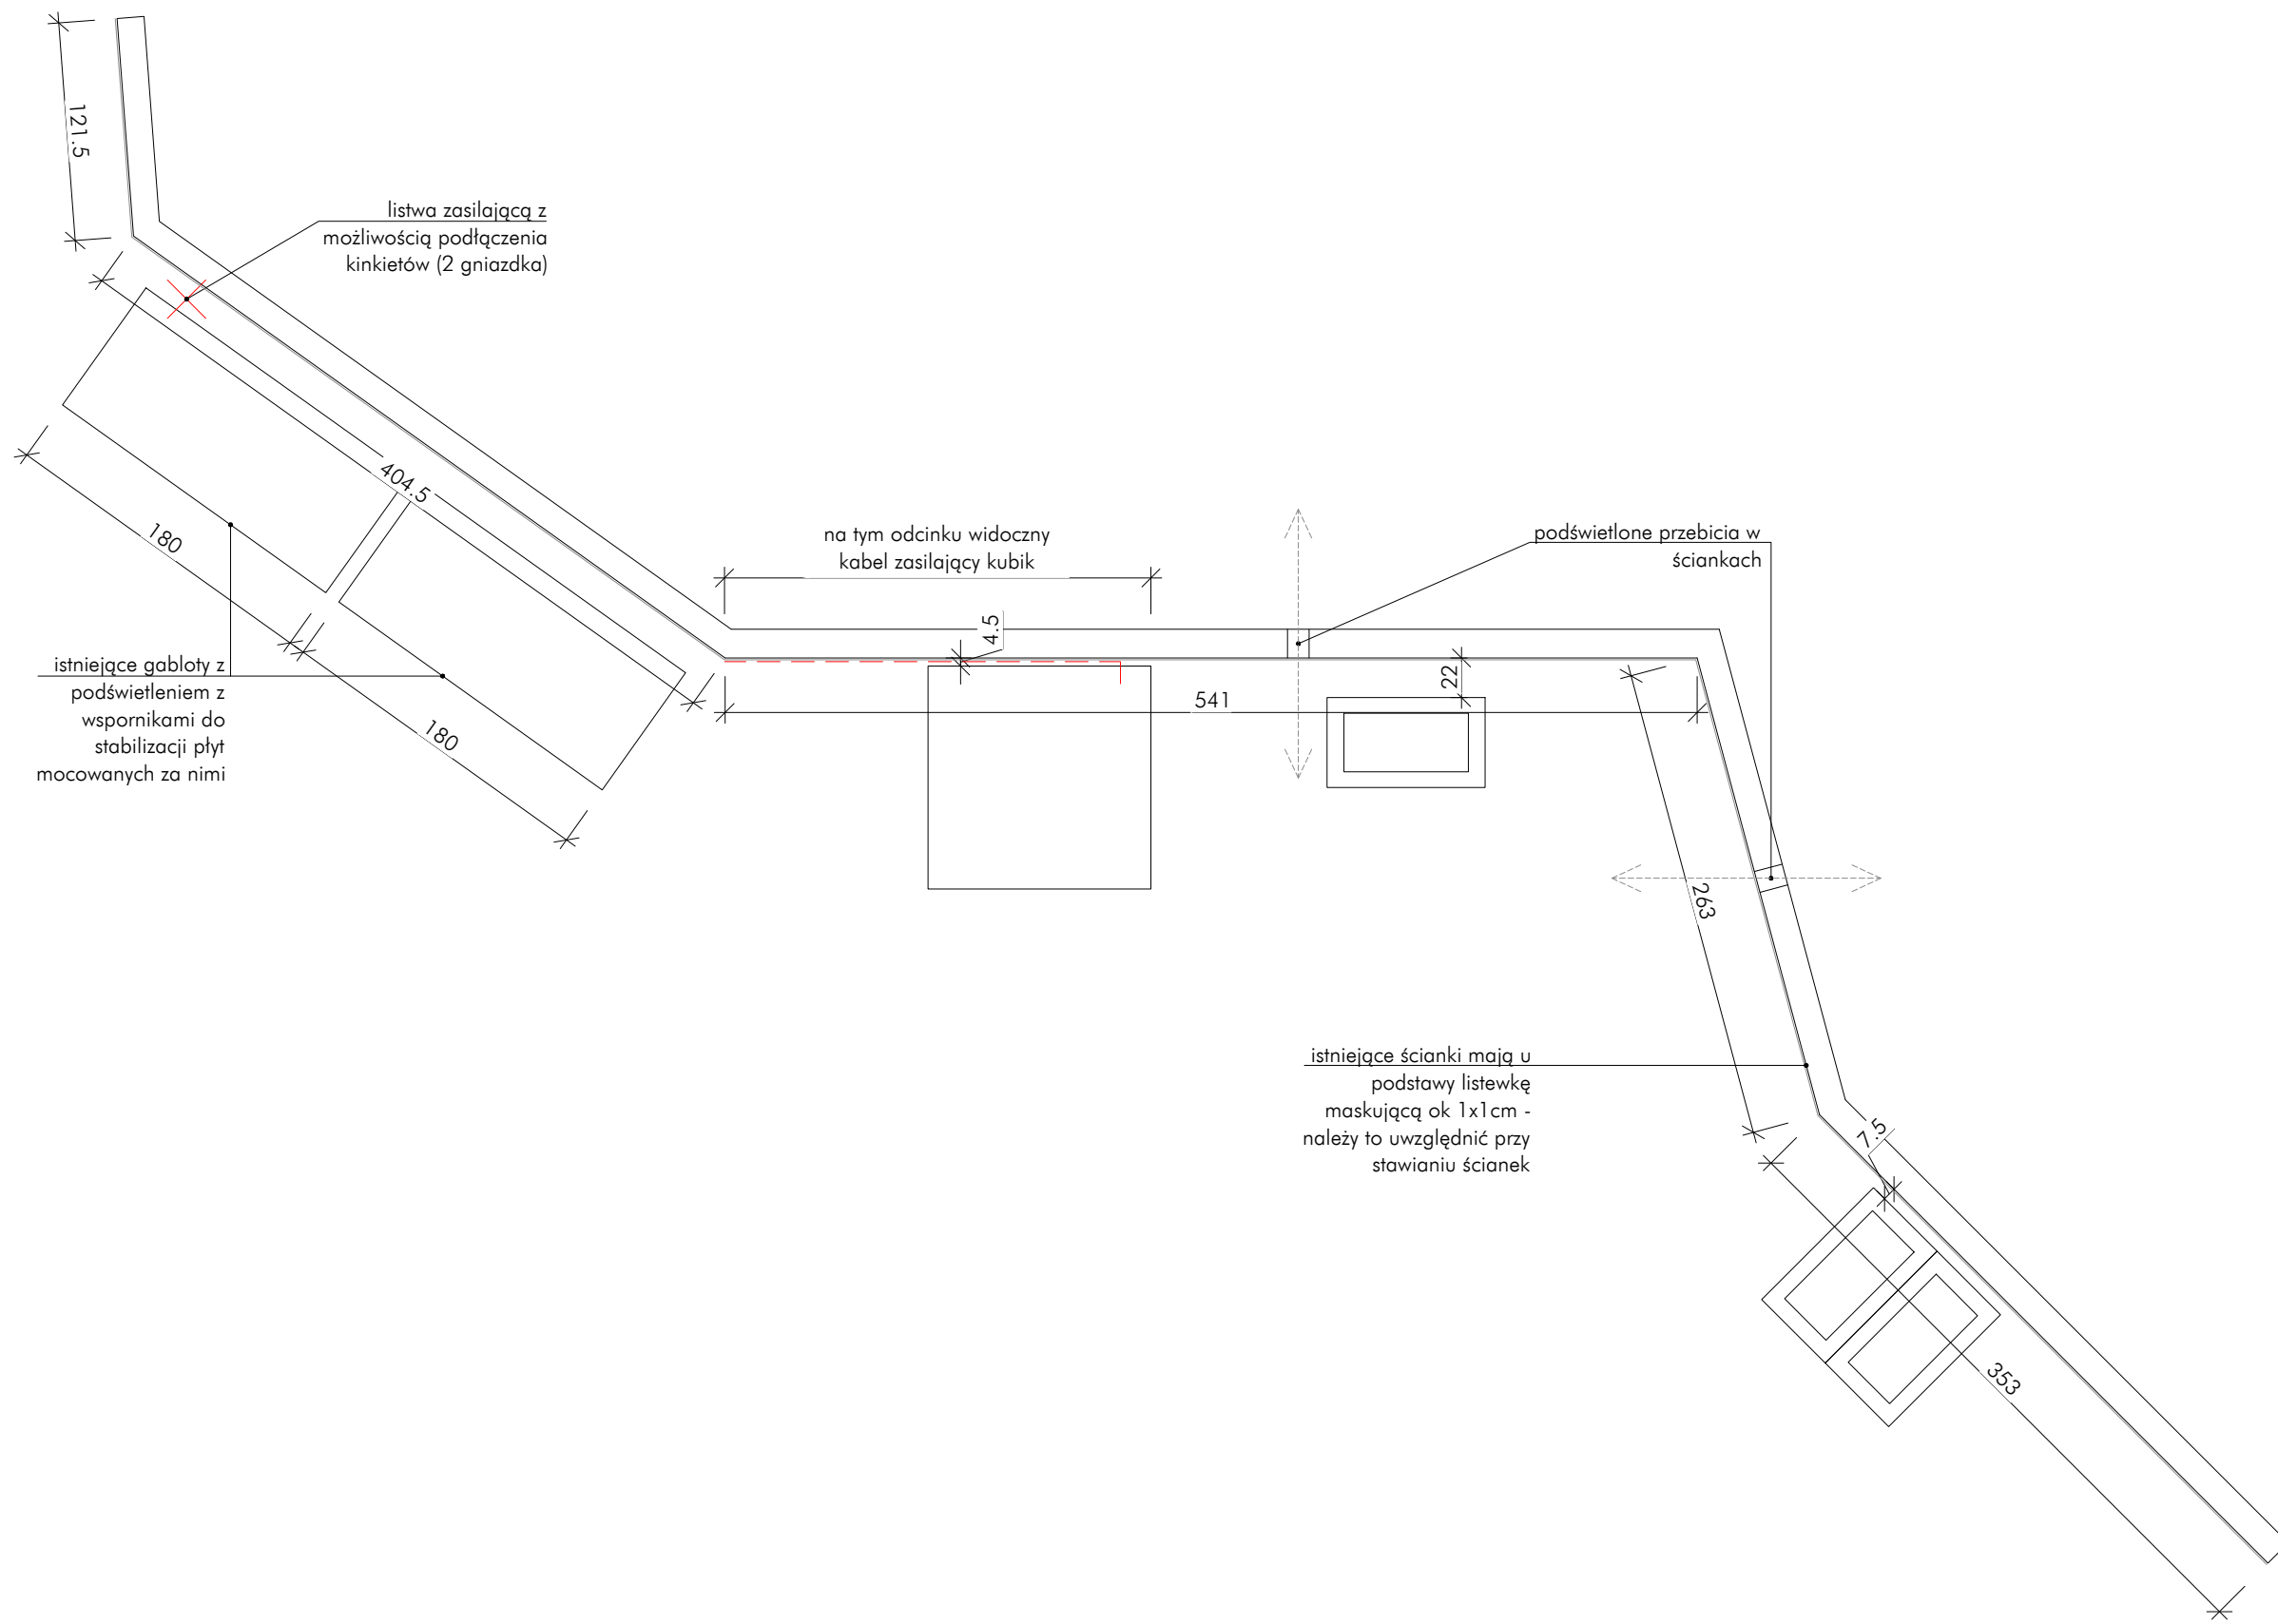 121.5
listwa zasilającą z
możliwością podłączenia
kinkietów (2 gniazdka)
404.5
180
180
istniejące gabloty z
podświetleniem z
wspornikami do
stabilizacji płyt
mocowanych za nimi
na tym odcinku widoczny
kabel zasilający kubik
4.5
541
22
podświetlone przebicia w
ściankach
263
istniejące ścianki mają u
podstawy listewkę
maskującą ok 1x1cm -
należy to uwzględnić przy
stawianiu ścianek
7.5
353